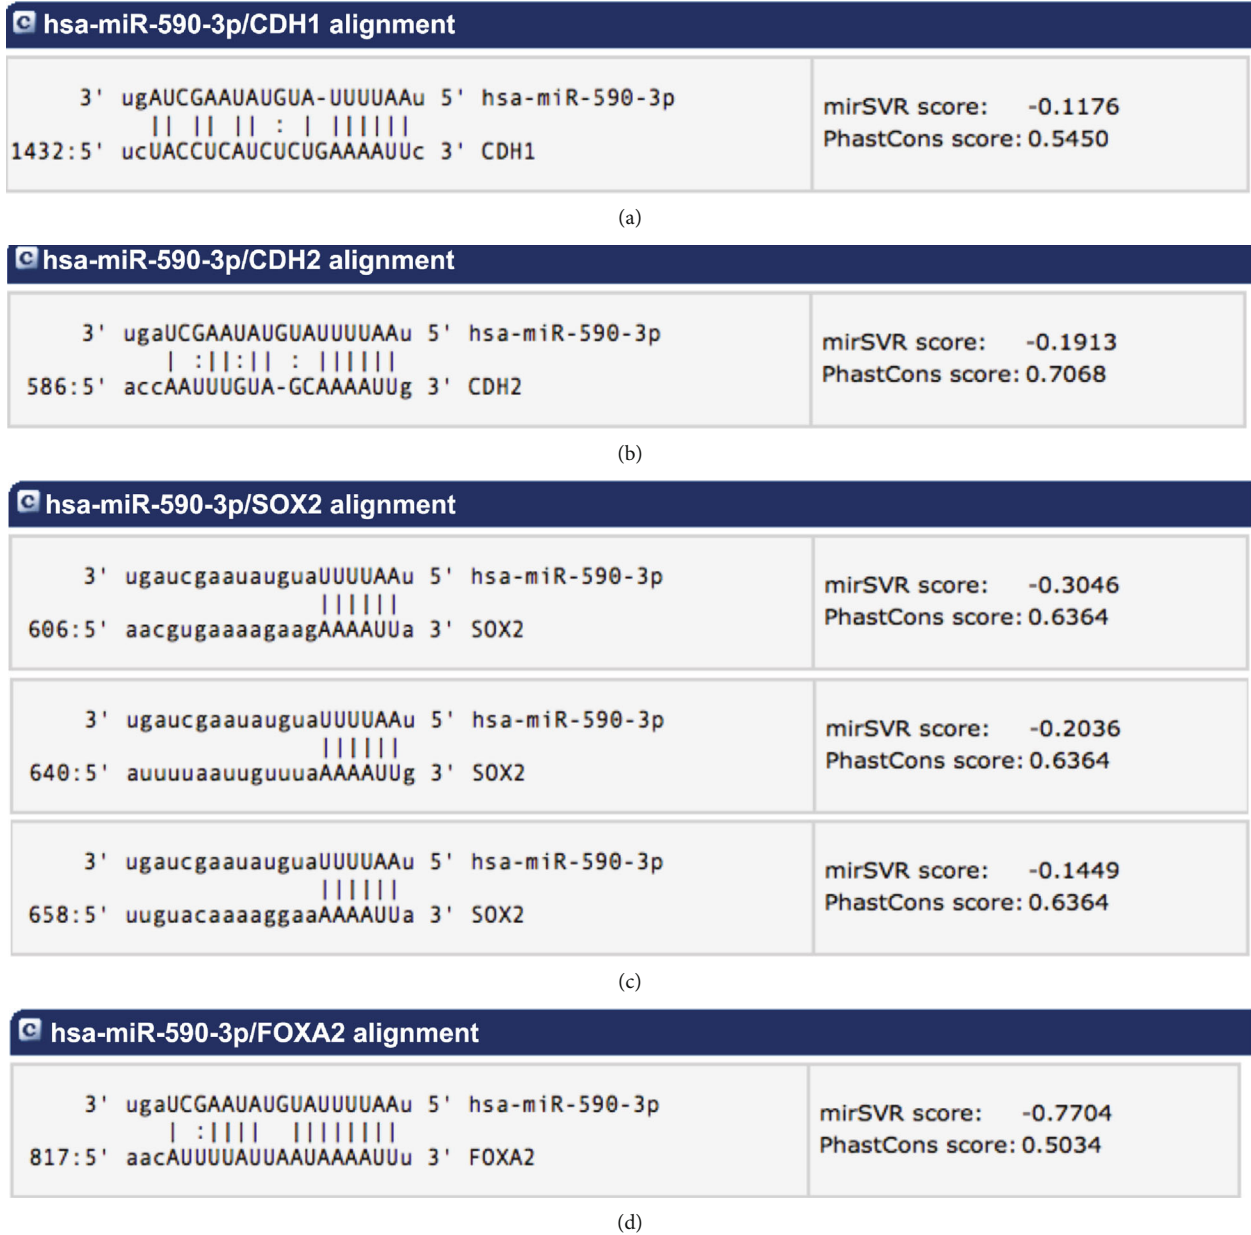 hsa-miR-590-3p/CDH1 alignment
3' ugAUCGAAUAUGUA-UUUUAAu 5' hsa-miR-590-3p
|| || || : | ||||||
1432:5' ucUACCUCAUCUCUGAAAAUUc 3' CDH1
mirSVR score: -0.1176
PhastCons score: 0.5450
(a)
hsa-miR-590-3p/CDH2 alignment
3' ugaUCGAAUAUGUAUUUUAAu 5' hsa-miR-590-3p
| :||:|| : ||||||
586:5' accAAUUUGUA-GCAAAAUUg 3' CDH2
mirSVR score: -0.1913
PhastCons score: 0.7068
(b)
hsa-miR-590-3p/SOX2 alignment
3' ugaucgaauauguaUUUUAAu 5' hsa-miR-590-3p
||||||
606:5' aacgugaaaagaagAAAAUUa 3' SOX2
mirSVR score: -0.3046
PhastCons score: 0.6364
3' ugaucgaauauguaUUUUAAu 5' hsa-miR-590-3p
||||||
640:5' auuuuaauuguuuaAAAAUUg 3' SOX2
mirSVR score: -0.2036
PhastCons score: 0.6364
3' ugaucgaauauguaUUUUAAu 5' hsa-miR-590-3p
||||||
658:5' uuguacaaaaggaaAAAAUUa 3' SOX2
mirSVR score: -0.1449
PhastCons score: 0.6364
(c)
hsa-miR-590-3p/FOXA2 alignment
3' ugaUCGAAUAUGUAUUUUAAu 5' hsa-miR-590-3p
| :|||| ||||||||
817:5' aacAUUUUAUUAAUAAAAUUu 3' FOXA2
mirSVR score: -0.7704
PhastCons score: 0.5034
(d)